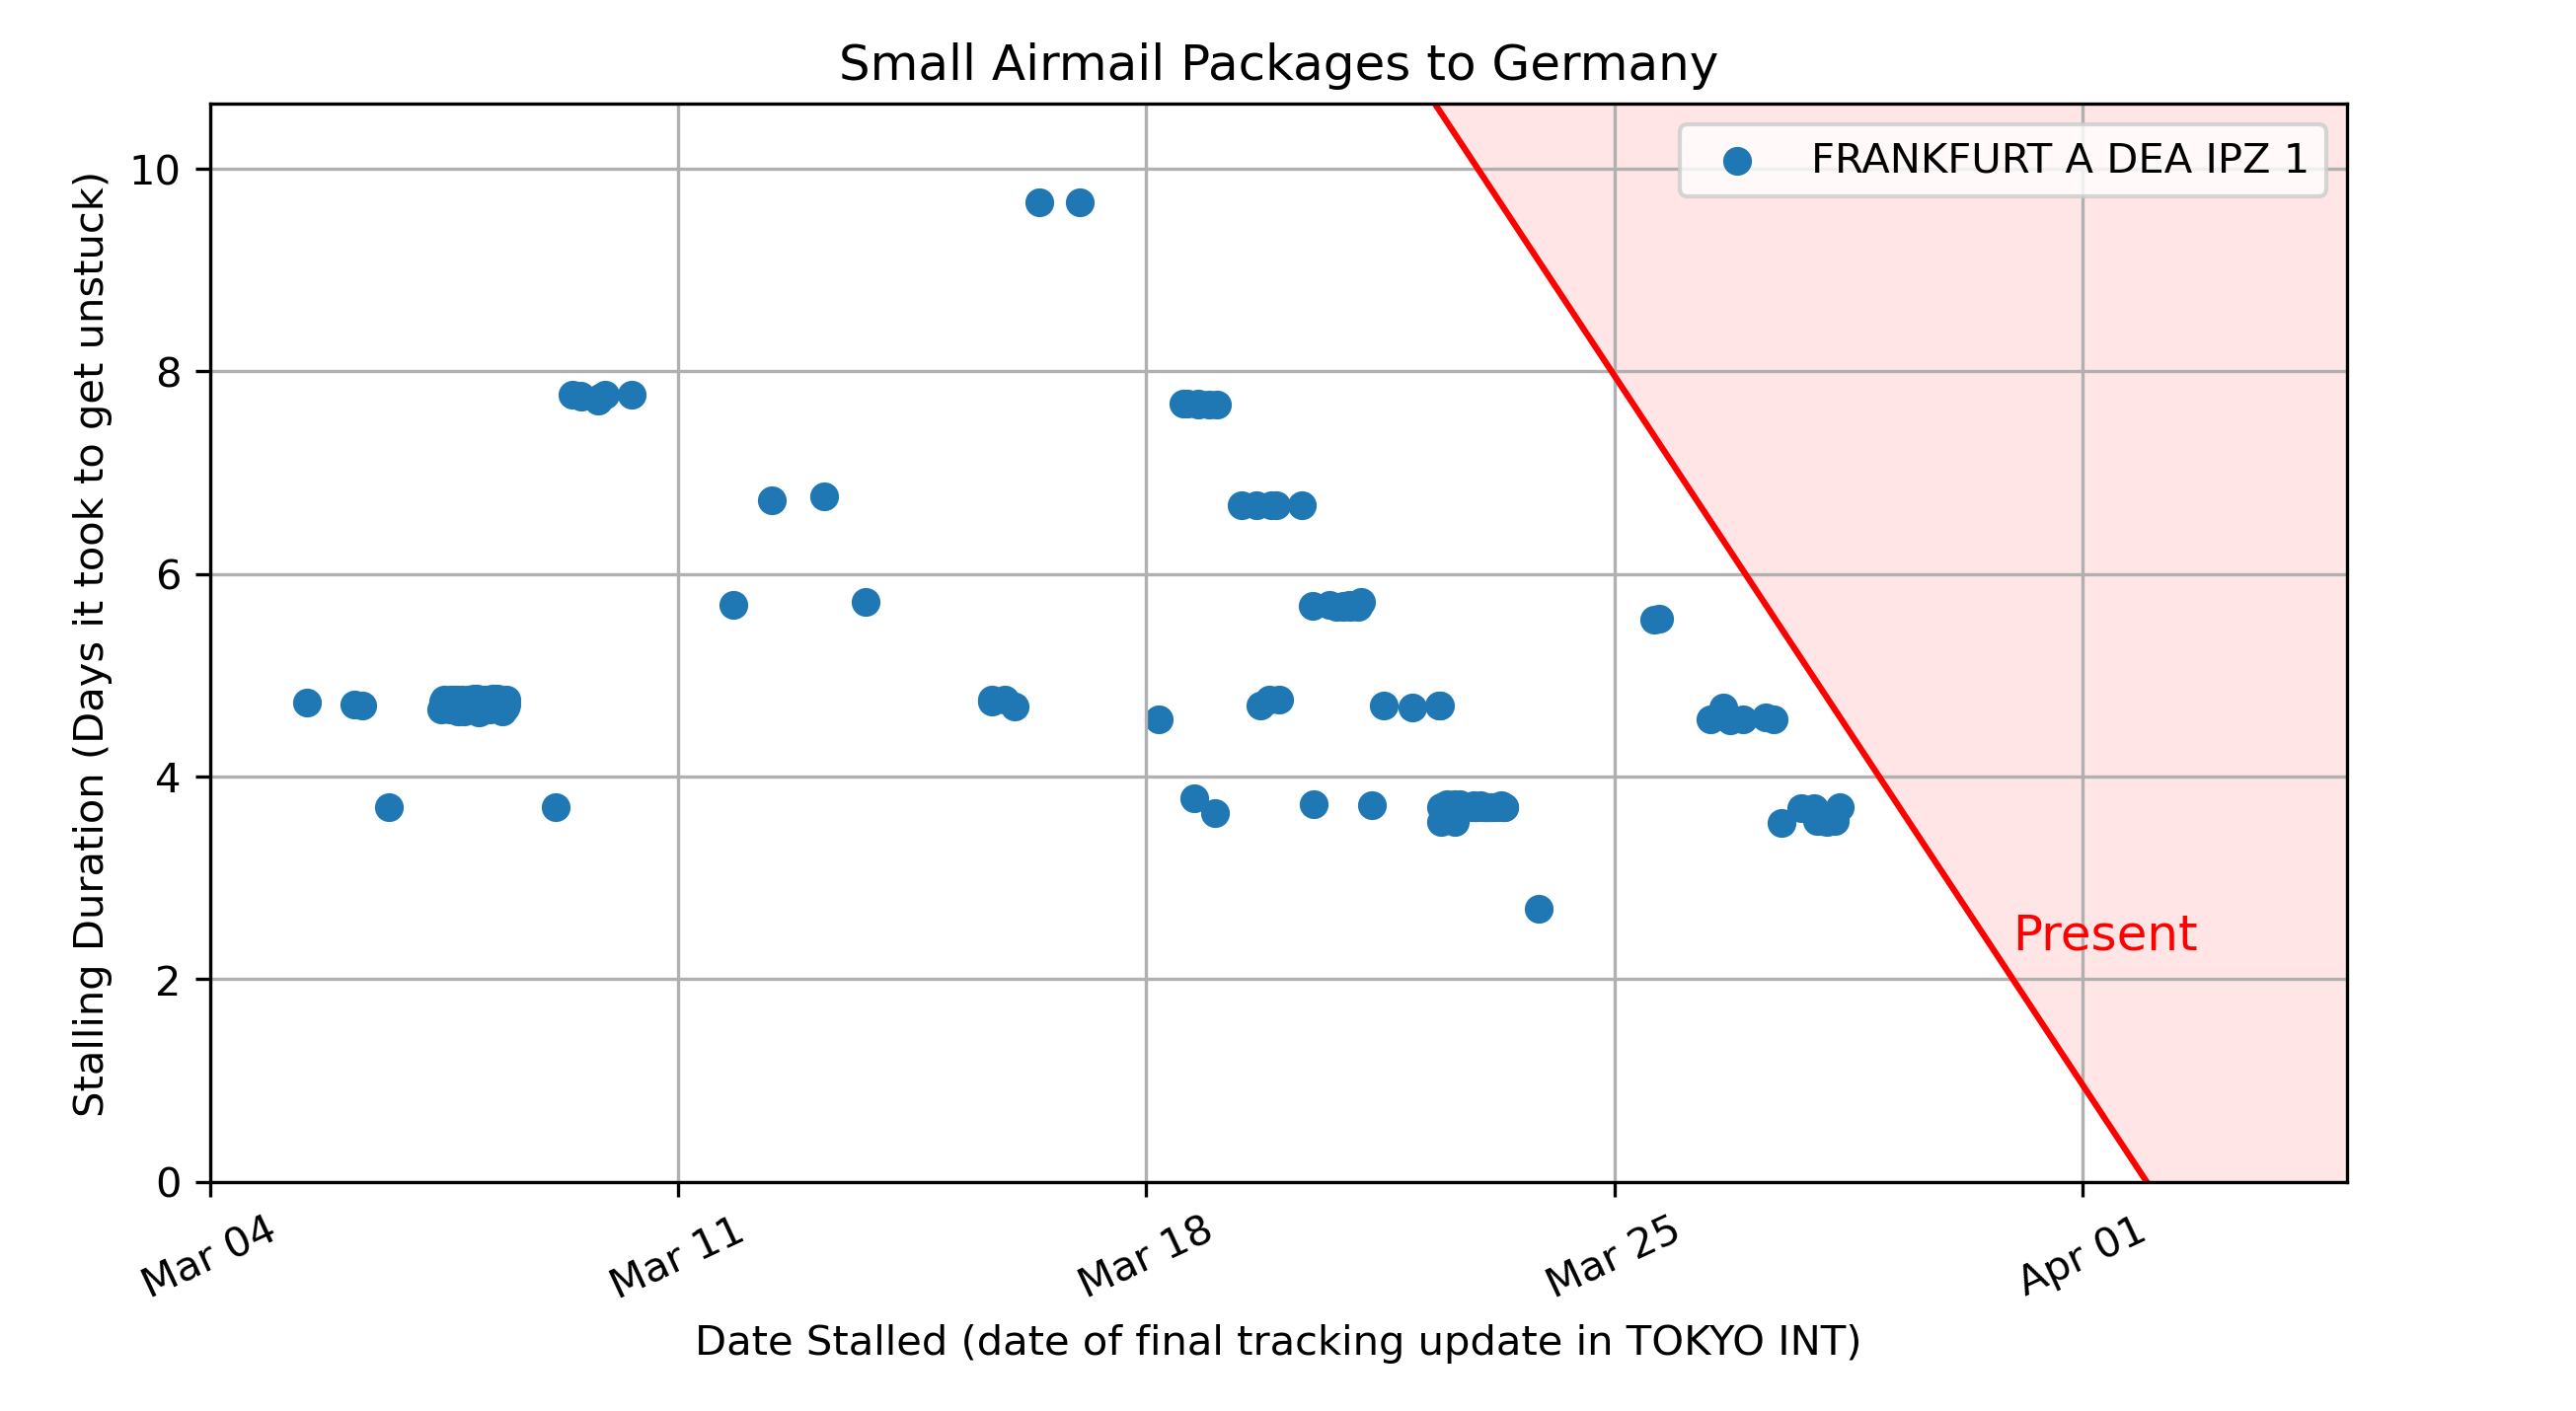 Small Airmail Packages to Germany
Stalling Duration (Days it took to get unstuck)
10
8
6
4
2
0
FRANKFURT A DEA IPZ 1
Present
Mar 04
Mar 11
Mar 18
Mar 25
Apr 01
Date Stalled (date of final tracking update in TOKYO INT)